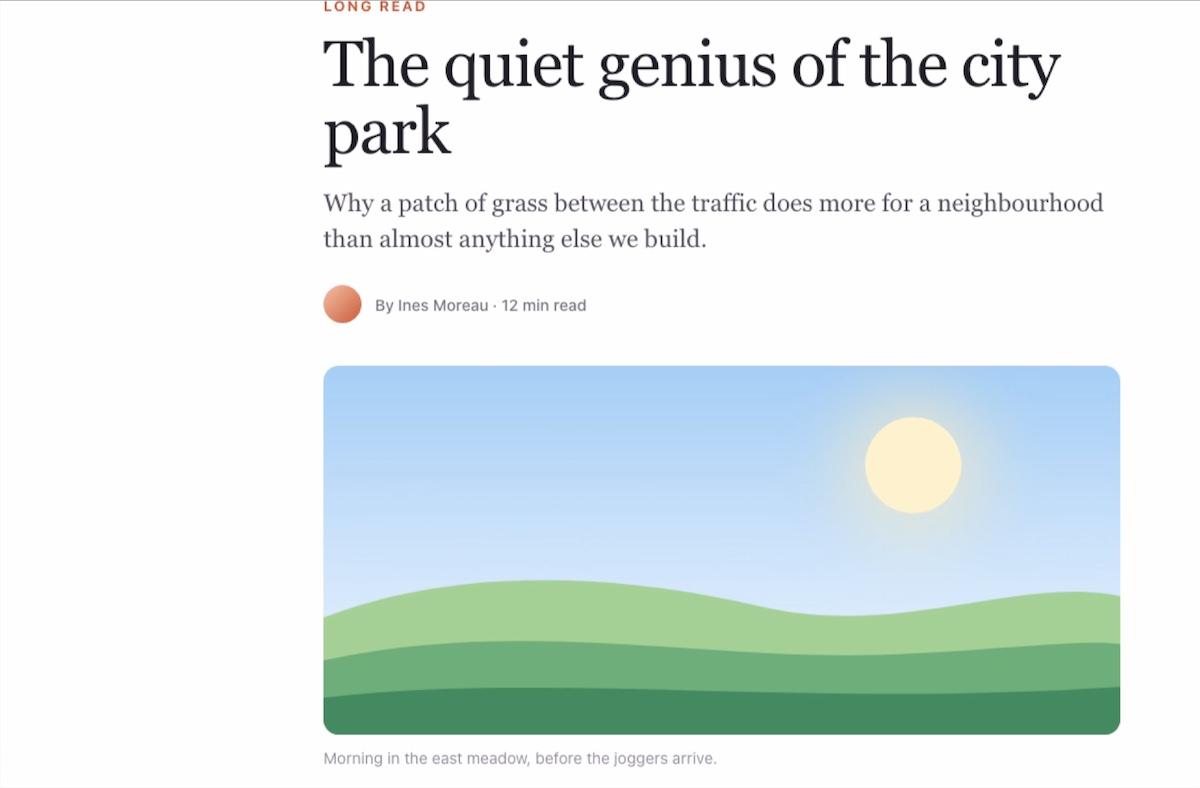 LONG READ
The quiet genius of the city
park
Why a patch of grass between the traffic does more for a neighbourhood
than almost anything else we build.
By Ines Moreau · 12 min read
Morning in the east meadow, before the joggers arrive.